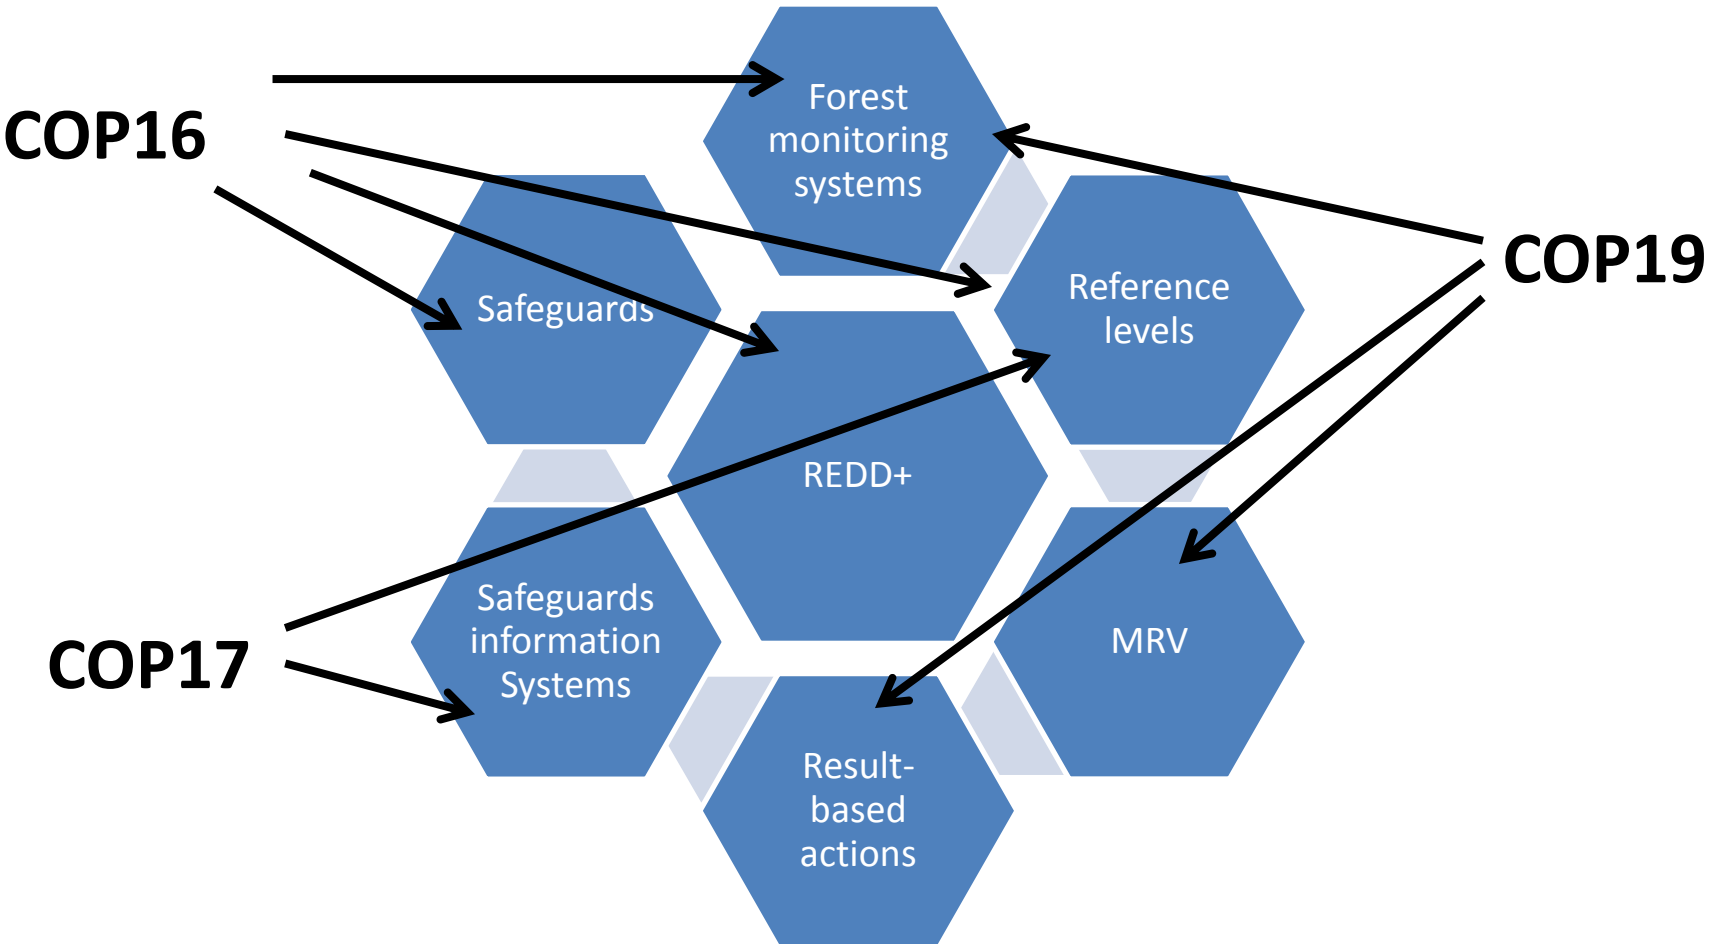 COP16
Forest
monitoring
systems
Safeguards
Reference
levels
COP19
REDD+
Safeguards
information
Systems
MRV
COP17
Result-
based
actions